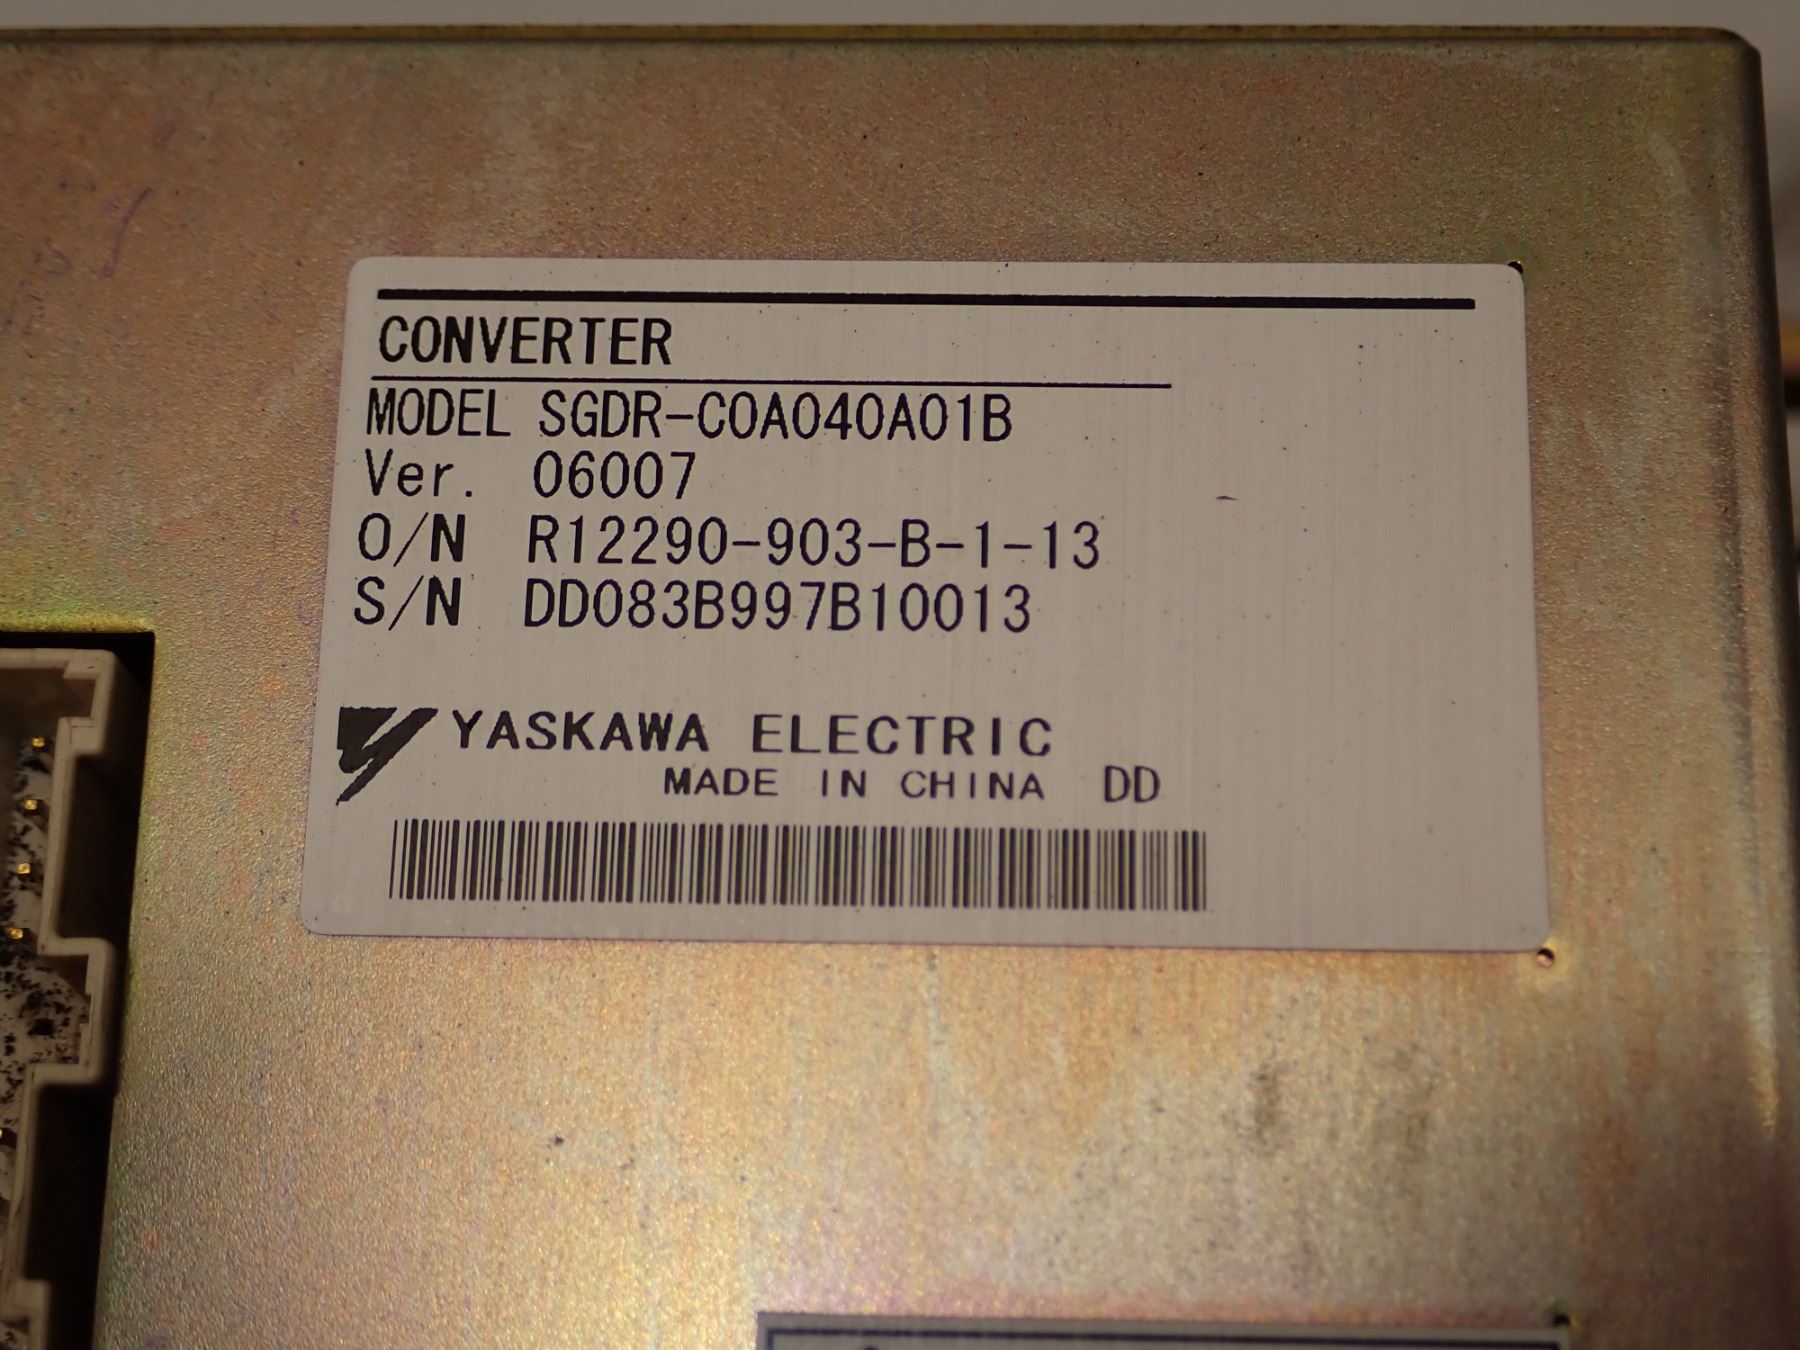 CONVERTER
MODEL SGDR-COA040A01B
Ver. 06007
O/N R12290-903-B-1-13
S/N DD083B997B10013
YASKAWA ELECTRIC
MADE IN CHINA DD